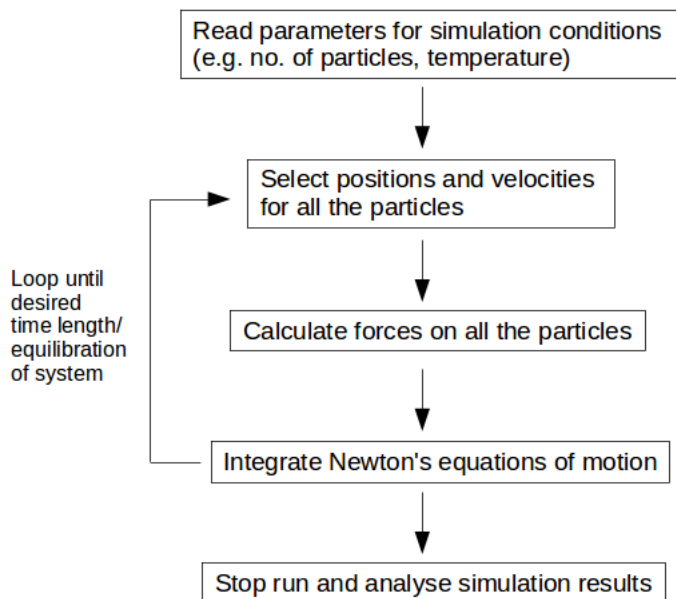 Read parameters for simulation conditions
(e.g. no. of particles, temperature)
Select positions and velocities
for all the particles
Loop until
desired
time length/
equilibration
of system
Calculate forces on all the particles
Integrate Newton's equations of motion
Stop run and analyse simulation results